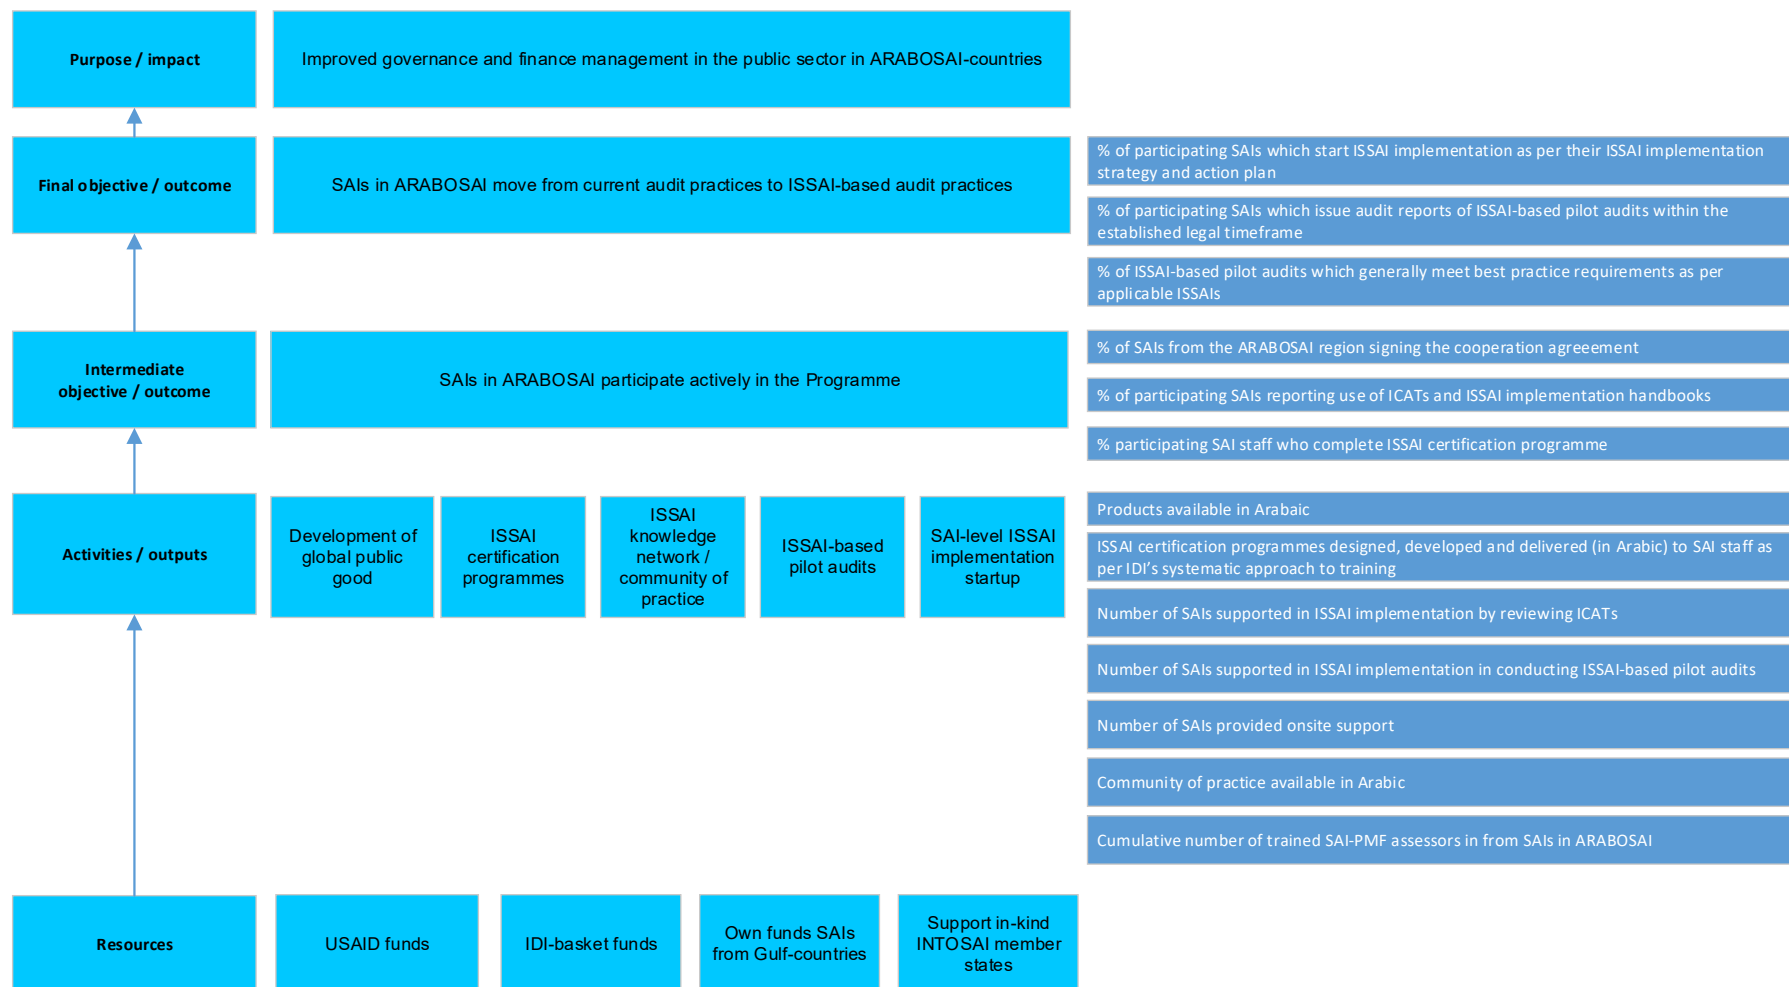 Purpose / impact
Improved governance and finance management in the public sector in ARABOSAI-countries
Final objective / outcome
SAIs in ARABOSAI move from current audit practices to ISSAI-based audit practices
% of participating SAIs which start ISSAI implementation as per their ISSAI implementation
strategy and action plan
% of participating SAIs which issue audit reports of ISSAI-based pilot audits within the
established legal timeframe
% of ISSAI-based pilot audits which generally meet best practice requirements as per
applicable ISSAIs
Intermediate
objective / outcome
SAIs in ARABOSAI participate actively in the Programme
% of SAIs from the ARABOSAI region signing the cooperation agreeement
% of participating SAIs reporting use of ICATs and ISSAI implementation handbooks
% participating SAI staff who complete ISSAI certification programme
Activities / outputs
Development of
global public
good
ISSAI
certification
programmes
ISSAI
knowledge
network /
community of
practice
ISSAI-based
pilot audits
SAI-level ISSAI
implementation
startup
Products available in Arabaic
ISSAI certification programmes designed, developed and delivered (in Arabic) to SAI staff as
per IDI's systematic approach to training
Number of SAIs supported in ISSAI implementation by reviewing ICATs
Number of SAIs supported in ISSAI implementation in conducting ISSAI-based pilot audits
Number of SAIs provided onsite support
Community of practice available in Arabic
Cumulative number of trained SAI-PMF assessors in from SAIs in ARABOSAI
Resources
USAID funds
IDI-basket funds
Own funds SAIs
from Gulf-countries
Support in-kind
INTOSAI member
states